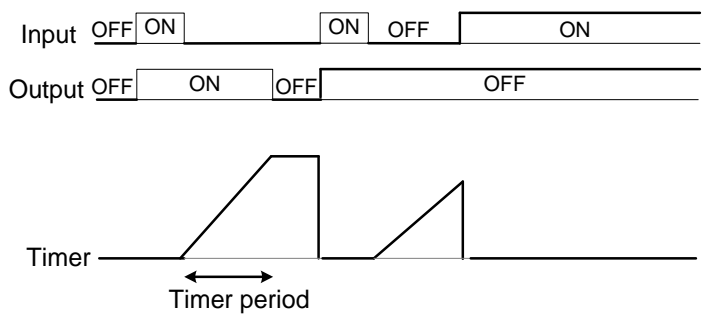 Input OFF ON ON OFF ON
Output OFF ON OFF OFF
Timer
Timer period